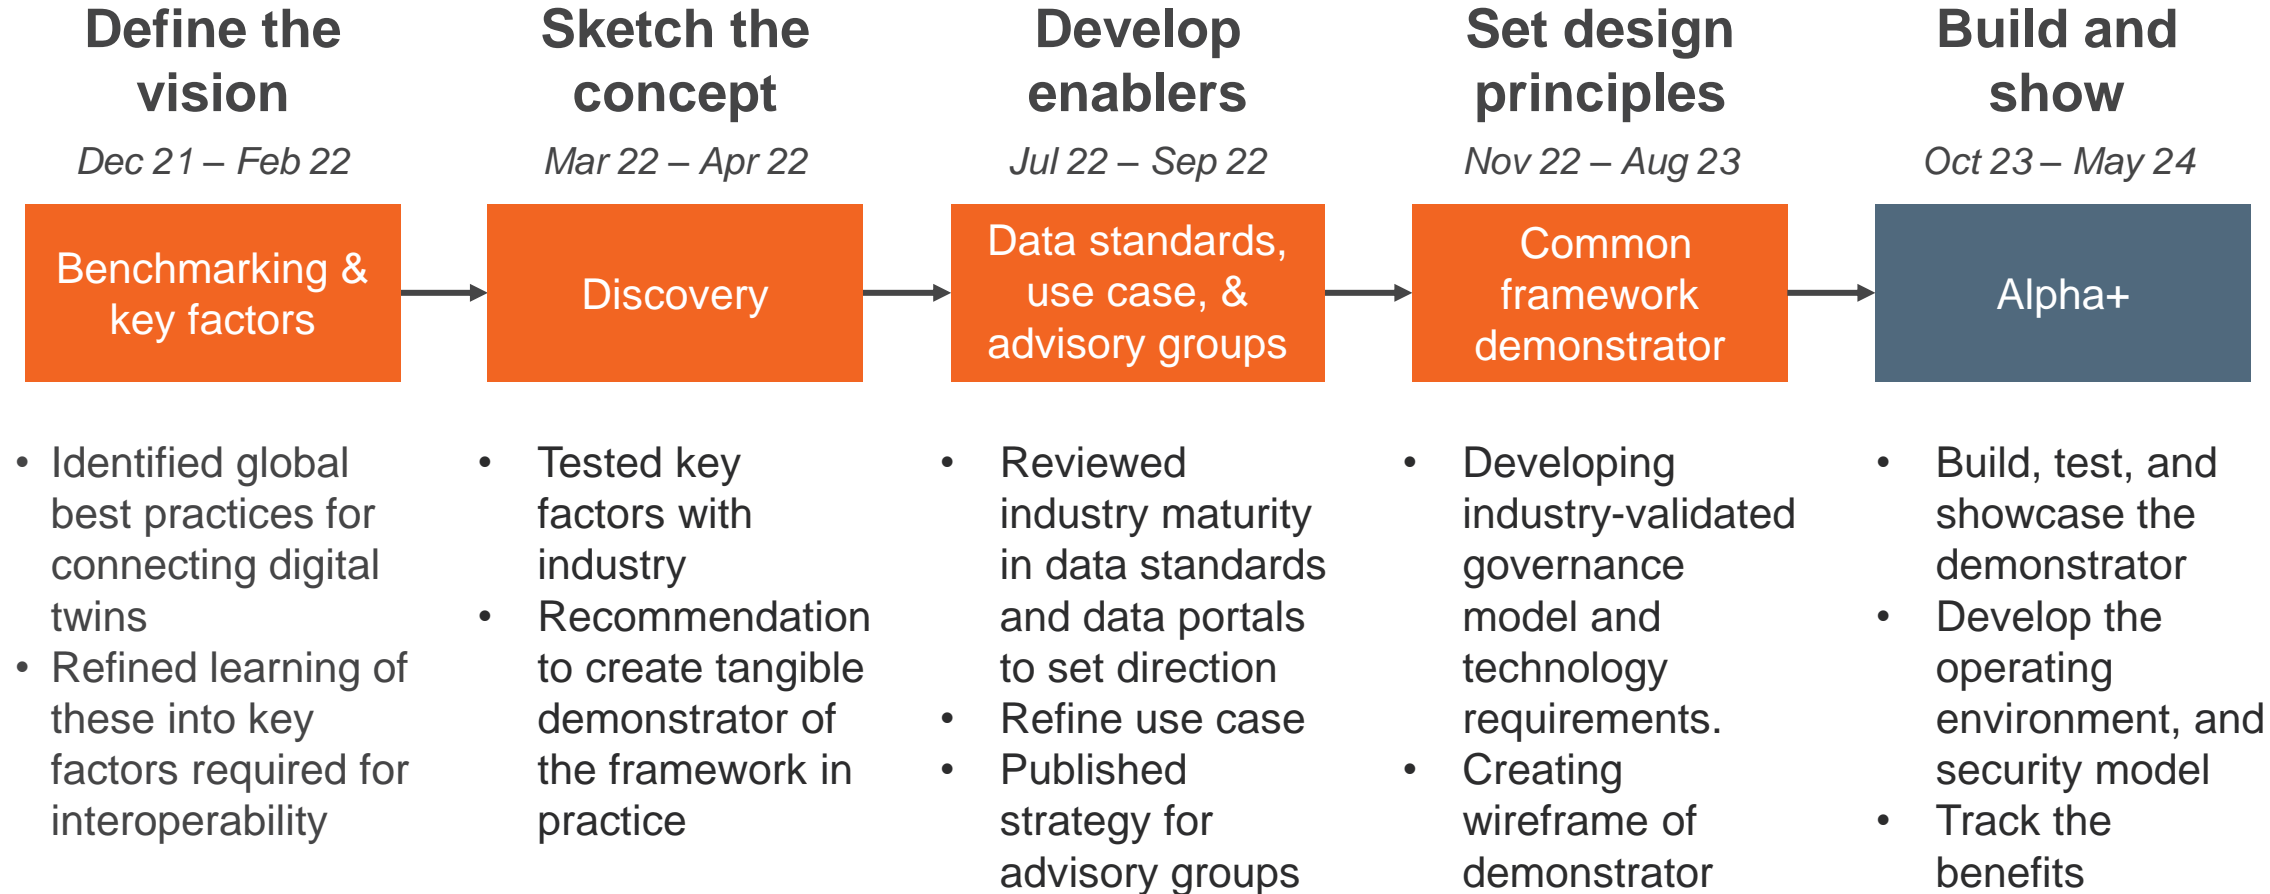 Define the
vision
Dec 21 – Feb 22
Benchmarking &
key factors
• Identified global
best practices for
connecting digital
twins
• Refined learning of
these into key
factors required for
interoperability
Sketch the
concept
Mar 22 – Apr 22
Discovery
• Tested key
factors with
industry
• Recommendation
to create tangible
demonstrator of
the framework in
practice
Develop
enablers
Jul 22 – Sep 22
Data standards,
use case, &
advisory groups
• Reviewed
industry maturity
in data standards
and data portals
to set direction
• Refine use case
• Published
strategy for
advisory groups
Set design
principles
Nov 22 – Aug 23
Common
framework
demonstrator
• Developing
industry-validated
governance
model and
technology
requirements.
• Creating
wireframe of
demonstrator
Build and
show
Oct 23 – May 24
Alpha+
• Build, test, and
showcase the
demonstrator
• Develop the
operating
environment, and
security model
• Track the
benefits